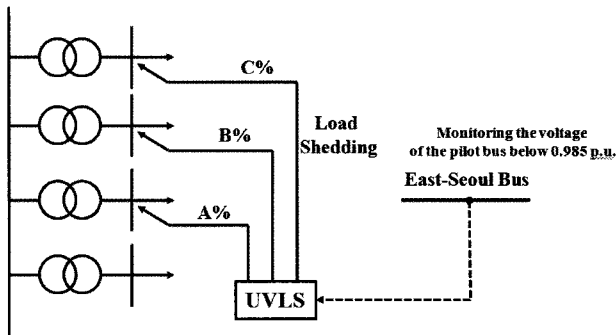 C%
B%
A%
Load
Shedding
UVLS
Monitoring the voltage
of the pilot bus below 0.985 p.u.
East-Seoul Bus